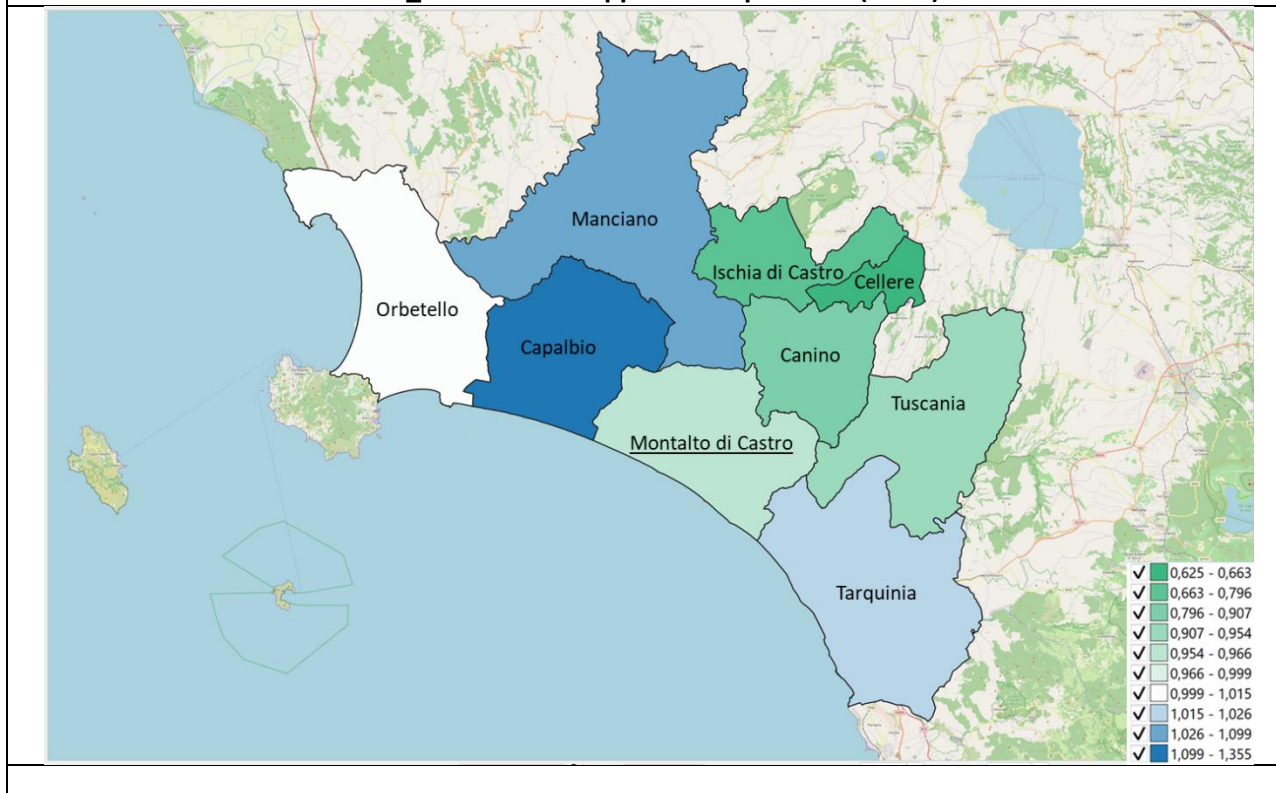 Manciano
Ischia di Castro
Cellere
Orbetello
Capalbio
Canino
Tuscania
Montalto di Castro
Tarquinia
0,625 - 0,663
0,663 - 0,796
0,796 - 0,907
0,907 - 0,954
0,954 - 0,966
0,966 - 0,999
0,999 - 1,015
1,015 - 1,026
1,026 - 1,099
1,099 - 1,355